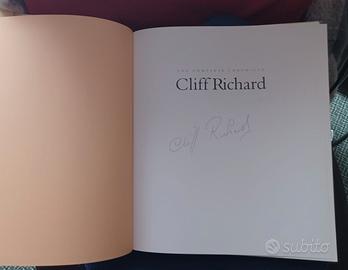 THE COMPLETE CHRONICLE
Cliff Richard
Cliff Richard
subito